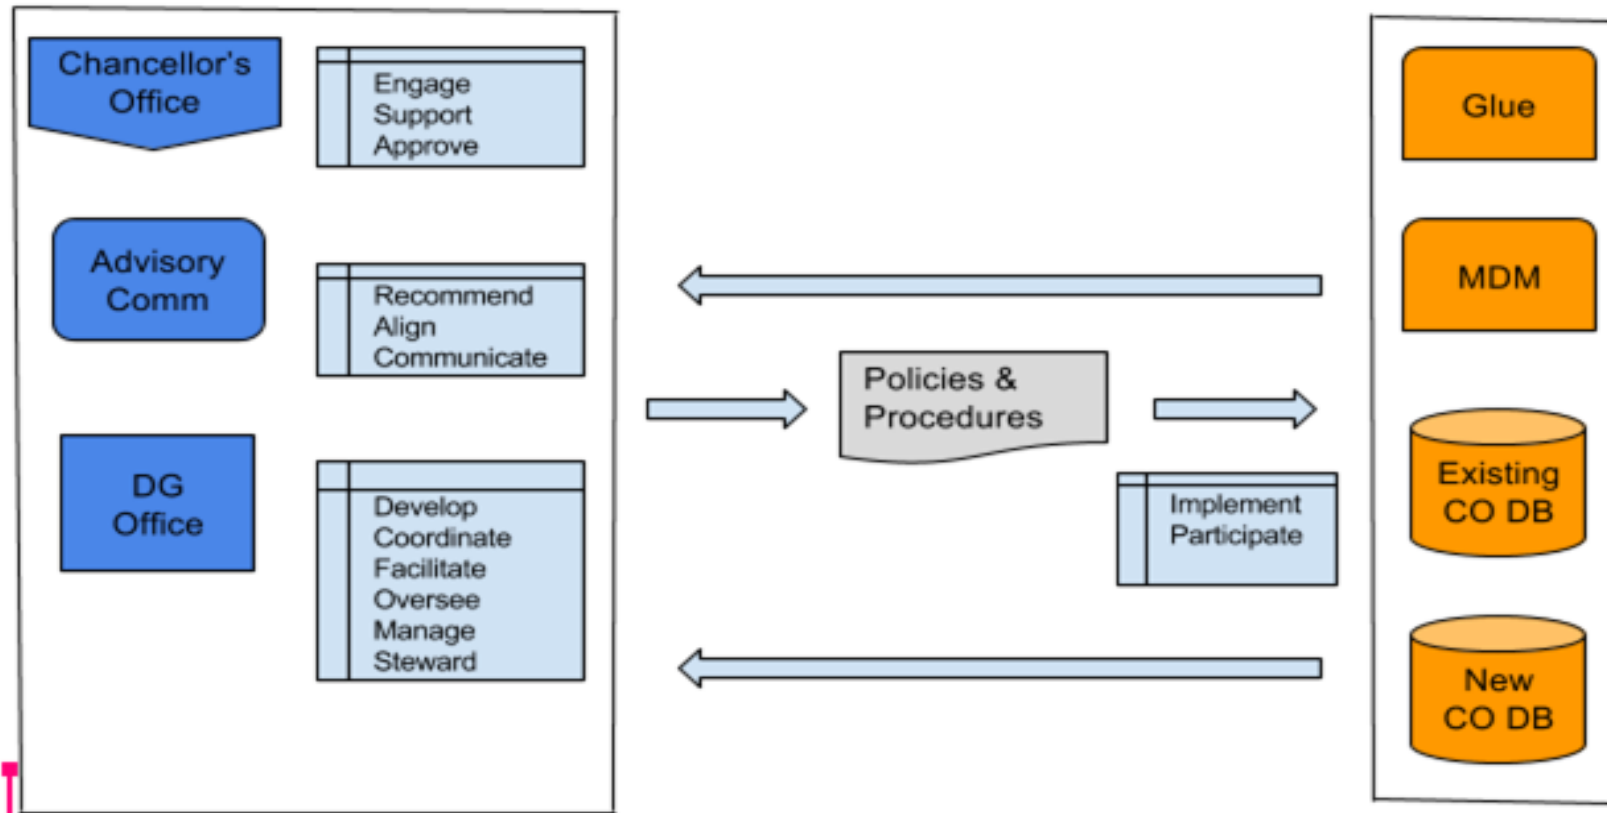 Chancellor's
Office
Engage
Support
Approve
Advisory
Comm
Recommend
Align
Communicate
DG
Office
Develop
Coordinate
Facilitate
Oversee
Manage
Steward
Policies &
Procedures
Implement
Participate
Glue
MDM
Existing
CO DB
New
CO DB